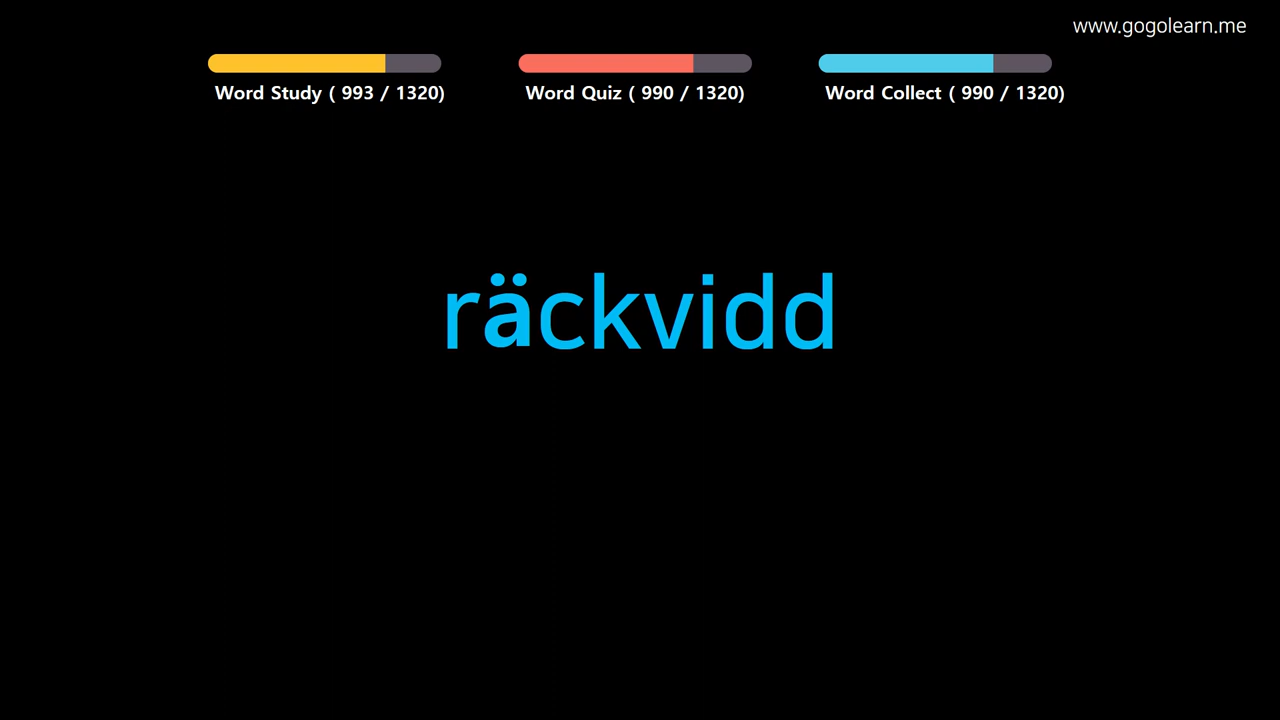 www.gogolearn.me
Word Study ( 993 / 1320)
Word Quiz ( 990 / 1320)
Word Collect ( 990 / 1320)
räckvidd